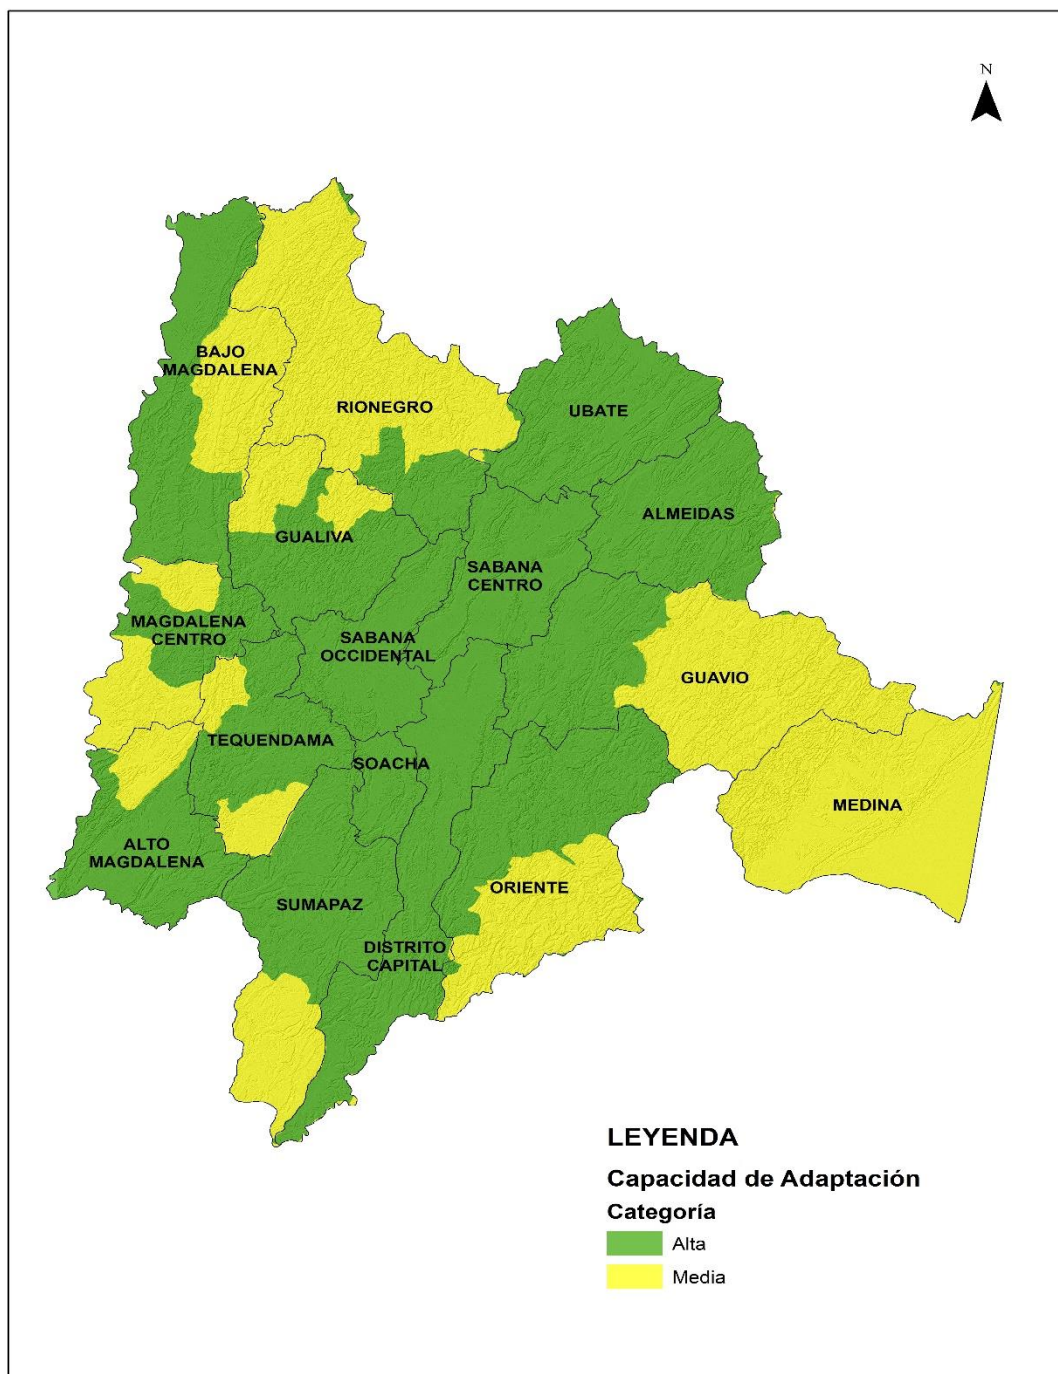 N
BAJO
MAGDALENA
RIONEGRO
UBATE
ALMEIDAS
GUALIVA
SABANA
CENTRO
MAGDALENA
CENTRO
SABANA
OCCIDENTAL
GUAVIO
TEQUENDAMA
SOACHA
MEDINA
ALTO
MAGDALENA
ORIENTE
SUMAPAZ
DISTRITO
CAPITAL
LEYENDA
Capacidad de Adaptación
Categoría
Alta
Media